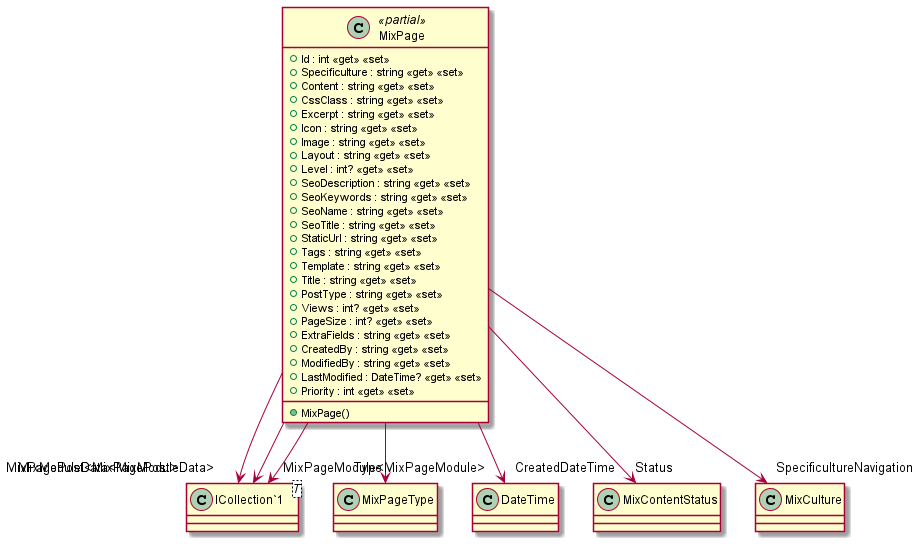 «partial»
MixPage
Id : int «get» «set»
Specificulture : string «get» «set»
Content : string «get» «set»
CssClass : string «get» «set»
Excerpt : string «get» «set»
Icon : string «get» «set»
Image : string «get» «set»
Layout : string «get» «set»
Level : int? «get» «set»
SeoDescription : string «get» «set»
SeoKeywords : string «get» «set»
SeoName : string «get» «set»
SeoTitle : string «get» «set»
StaticUrl : string «get» «set»
Tags : string «get» «set»
Template : string «get» «set»
Title : string «get» «set»
PostType : string «get» «set»
Views : int? «get» «set»
PageSize : int? «get» «set»
ExtraFields : string «get» «set»
CreatedBy : string «get» «set»
ModifiedBy : string «get» «set»
LastModified : DateTime? «get» «set»
Priority : int «get» «set»
MixPage()
CreatedDateTime
Status
SpecificultureNavigation
C ICollection`1 T
C MixPageType
C DateTime
C MixContentStatus
C MixCulture